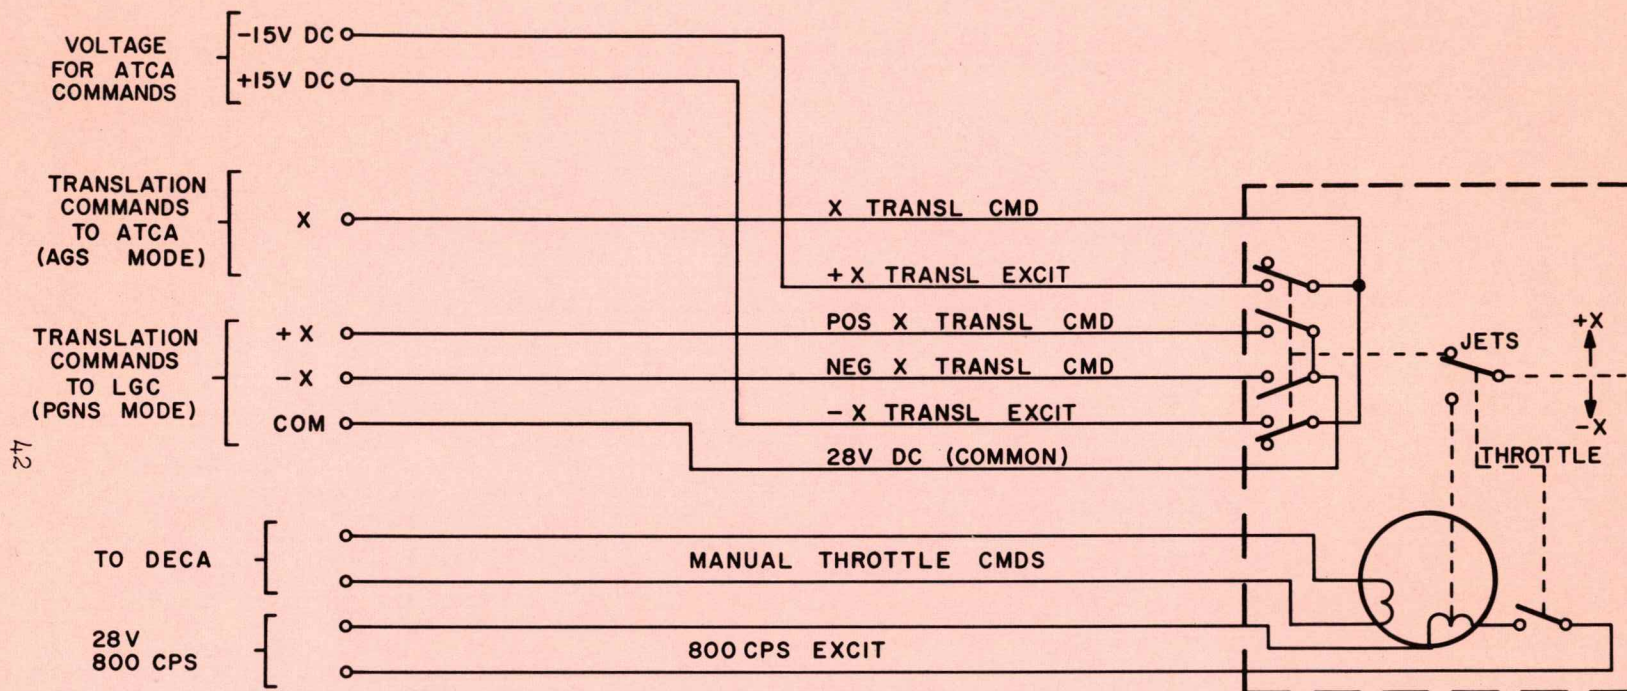 VOLTAGE
FOR ATCA
COMMANDS
-15V DC
+15V DC
TRANSLATION
COMMANDS
TO ATCA
(AGS MODE)
X
X TRANSL CMD
+X TRANSL EXCIT
TRANSLATION
COMMANDS
TO LGC
(PGNS MODE)
+X
-X
COM
POS X TRANSL CMD
NEG X TRANSL CMD
-X TRANSL EXCIT
28V DC (COMMON)
JETS
+X
-X
THROTTLE
42
TO DECA
MANUAL THROTTLE CMDS
28V
800 CPS
800 CPS EXCIT